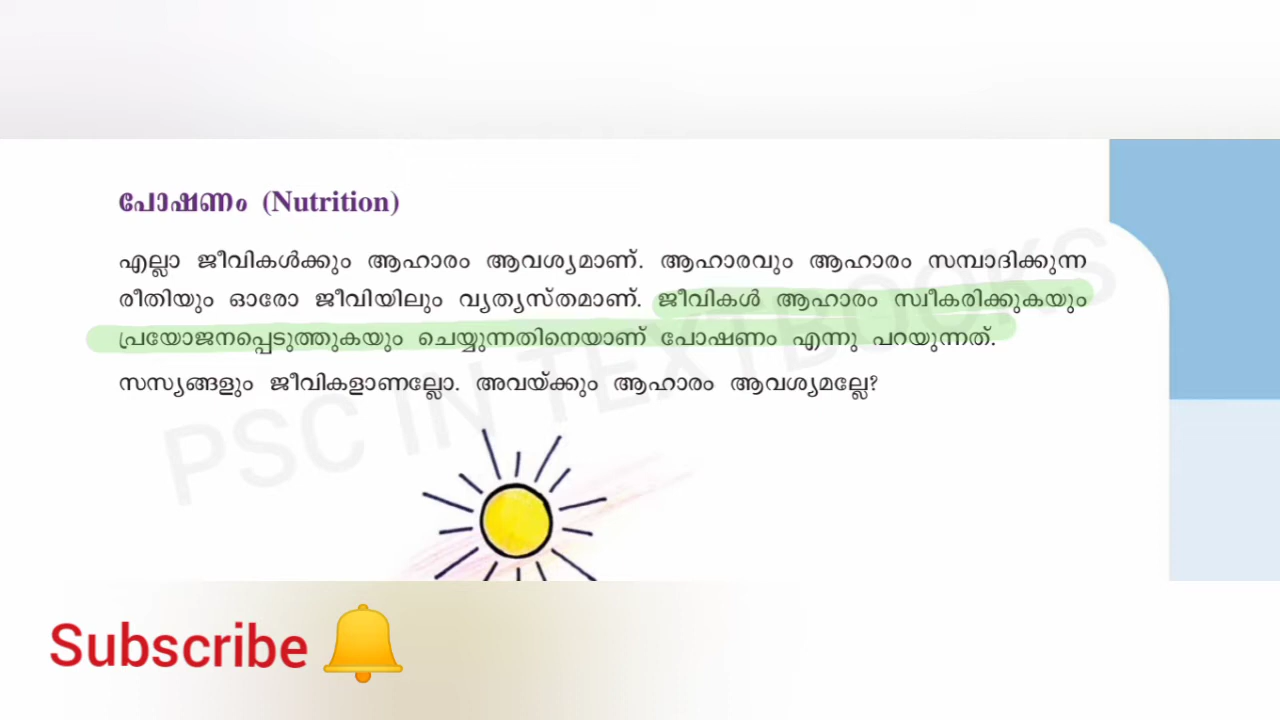 പോഷണം (Nutrition)
എല്ലാ ജീവികൾക്കും ആഹാരം ആവശ്യമാണ്. ആഹാരവും ആഹാരം സമ്പാദിക്കുന്ന
രീതിയും ഓരോ ജീവിയിലും വ്യത്യസ്തമാണ്. ജീവികൾ ആഹാരം സ്വീകരിക്കുകയും
പ്രയോജനപ്പെടുത്തുകയും ചെയ്യുന്നതിനെയാണ് പോഷണം എന്നു പറയുന്നത്.
സസ്യങ്ങളും ജീവികളാണല്ലോ. അവയ്ക്കും ആഹാരം ആവശ്യമല്ലേ?
PSC IN TEXTBOOKS
Subscribe